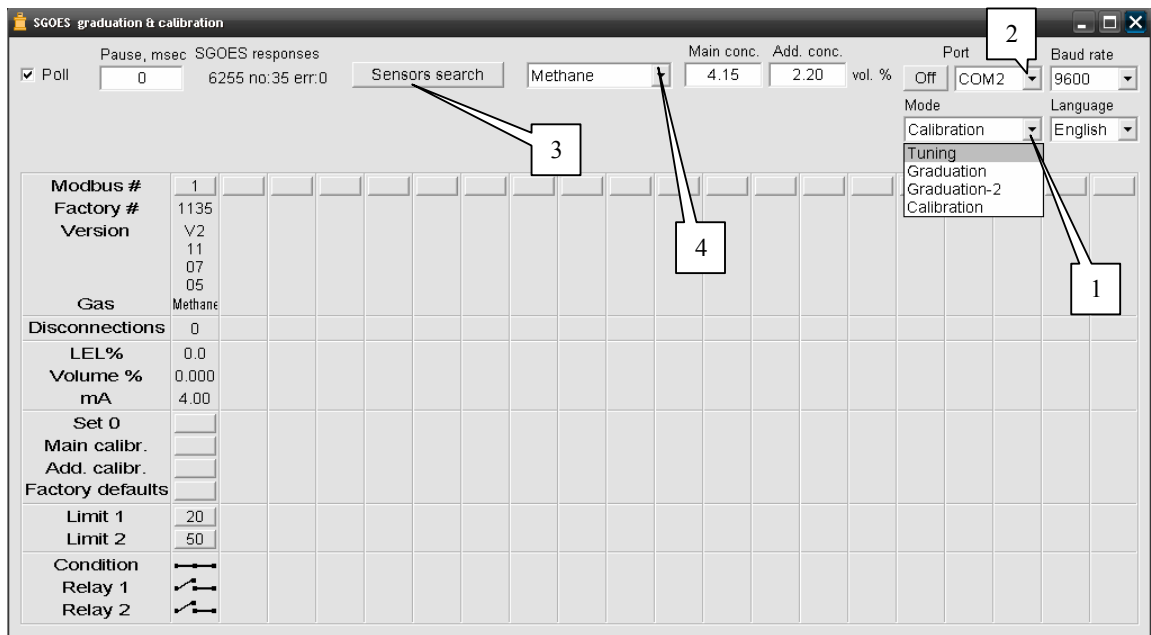 SGOES graduation & calibration
Pause, msec SGOES responses Main conc. Add. conc. Port 2 Baud rate
Poll 0 6255 no:35 err:0 Sensors search Methane 4.15 2.20 vol. % Off COM2 9600
Mode Language
Calibration English
3
Tuning
Graduation
Graduation-2
Calibration
4
1
Modbus # 1
Factory # 1135
Version V2
11
07
05
Gas Methane
Disconnections 0
LEL% 0.0
Volume % 0.000
mA 4.00
Set 0
Main calibr.
Add. calibr.
Factory defaults
Limit 1 20
Limit 2 50
Condition
Relay 1
Relay 2